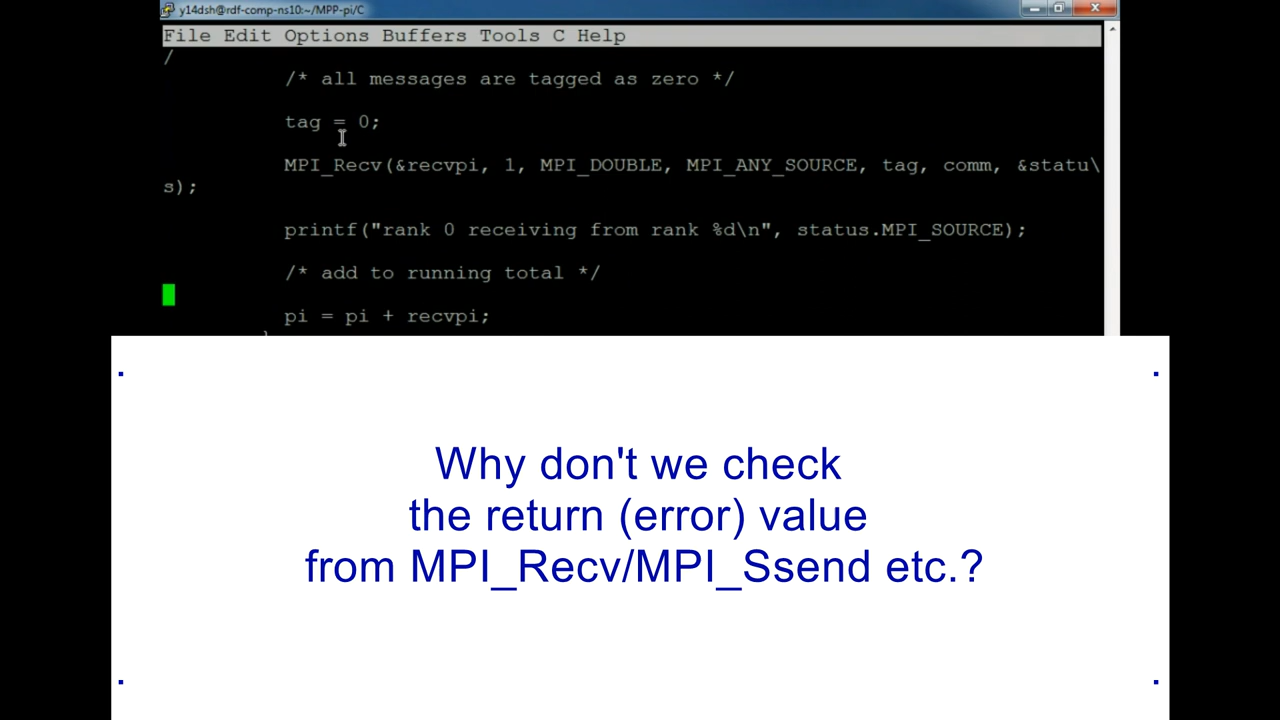 y14dsh@rdf-comp-ns10:~/MPP-pi/C
File Edit Options Buffers Tools C Help
/
/* all messages are tagged as zero */
tag = 0;
MPI_Recv(&recvpi, 1, MPI_DOUBLE, MPI_ANY_SOURCE, tag, comm, &statu\
s);
printf("rank 0 receiving from rank %d\n", status.MPI_SOURCE);
/* add to running total */
pi = pi + recvpi;
Why don't we check
the return (error) value
from MPI_Recv/MPI_Ssend etc.?